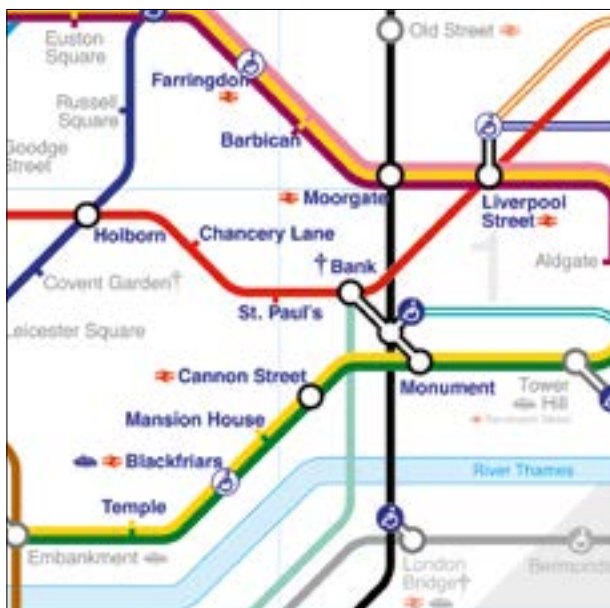 Euston
Square
Old Street
Farringdon
Russell
Square
Goodge
Street
Barbican
Moorgate
Liverpool
Street
Holborn
Chancery Lane
Aldgate
1
†Bank
Covent Garden†
St. Paul's
Leicester Square
Cannon Street
Monument
Tower
Hill
Mansion House
Blackfriars
River Thames
Temple
Embankment
London
Bridge†
Bermonds